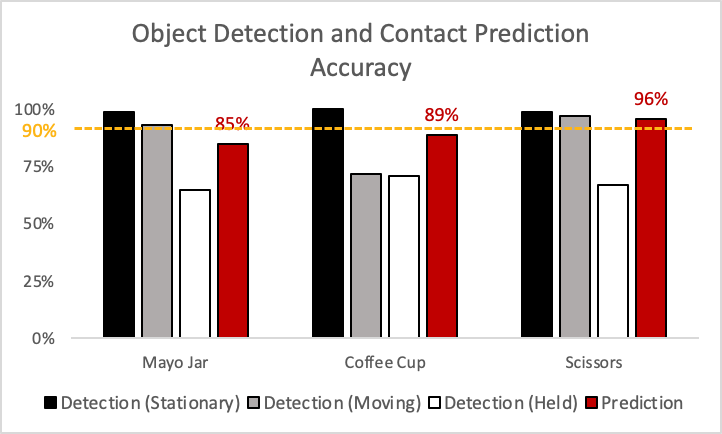 Object Detection and Contact Prediction
Accuracy
100%
90%
75%
50%
25%
0%
85%
89%
96%
Mayo Jar
Coffee Cup
Scissors
Detection (Stationary) Detection (Moving) Detection (Held) Prediction